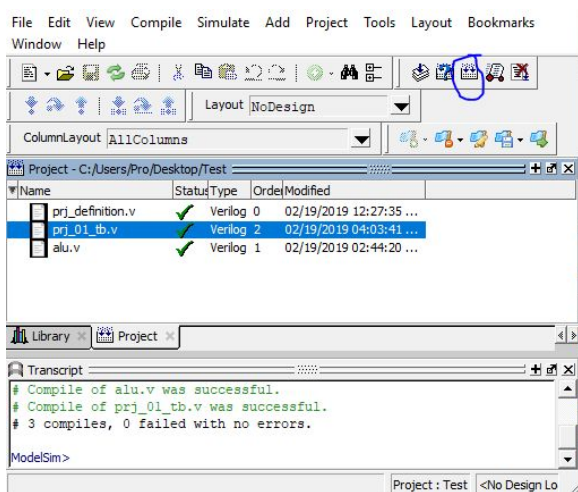 File Edit View Compile Simulate Add Project Tools Layout Bookmarks
Window Help
Layout NoDesign
ColumnLayout AllColumns
Project - C:/Users/Pro/Desktop/Test
Name Status Type Order Modified
prj_definition.v Verilog 0 02/19/2019 12:27:35 ...
prj_01_tb.v Verilog 2 02/19/2019 04:03:41 ...
alu.v Verilog 1 02/19/2019 02:44:20 ...
Library Project
Transcript
# Compile of alu.v was successful.
# Compile of prj_01_tb.v was successful.
# 3 compiles, 0 failed with no errors.
ModelSim>
Project : Test <No Design Lo